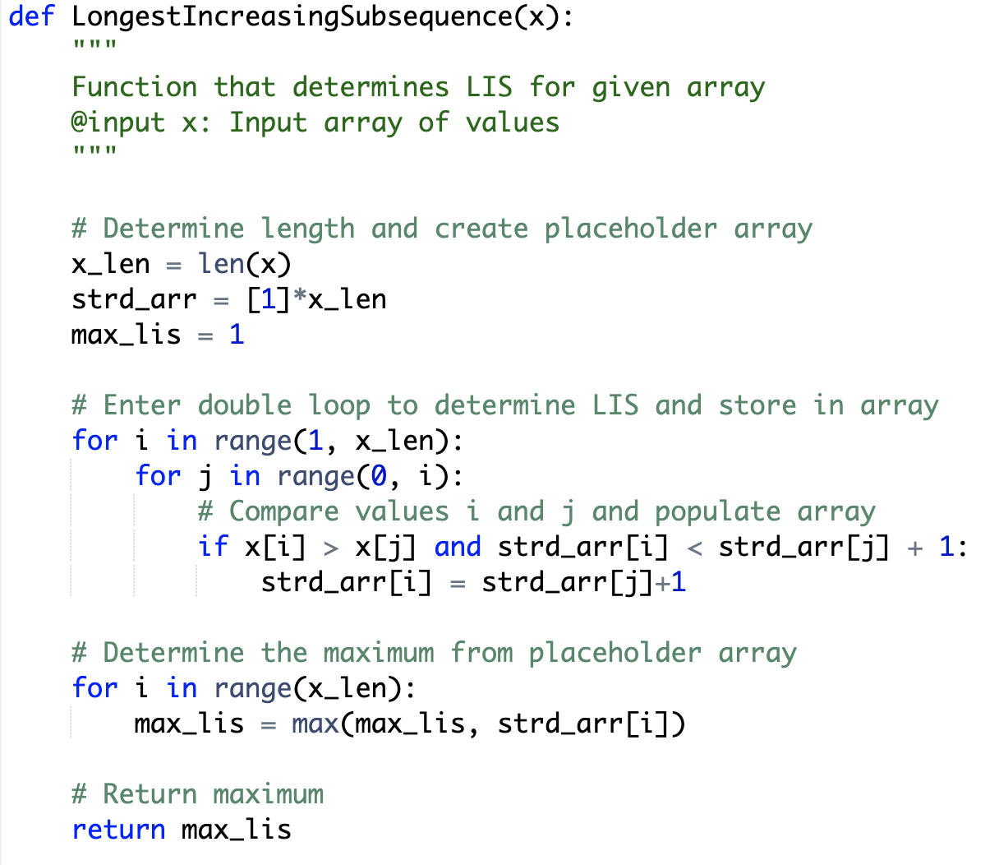 def LongestIncreasingSubsequence(x):
    """
    Function that determines LIS for given array
    @input x: Input array of values
    """

    # Determine length and create placeholder array
    x_len = len(x)
    strd_arr = [1]*x_len
    max_lis = 1

    # Enter double loop to determine LIS and store in array
    for i in range(1, x_len):
        for j in range(0, i):
            # Compare values i and j and populate array
            if x[i] > x[j] and strd_arr[i] < strd_arr[j] + 1:
                strd_arr[i] = strd_arr[j]+1

    # Determine the maximum from placeholder array
    for i in range(x_len):
        max_lis = max(max_lis, strd_arr[i])

    # Return maximum
    return max_lis